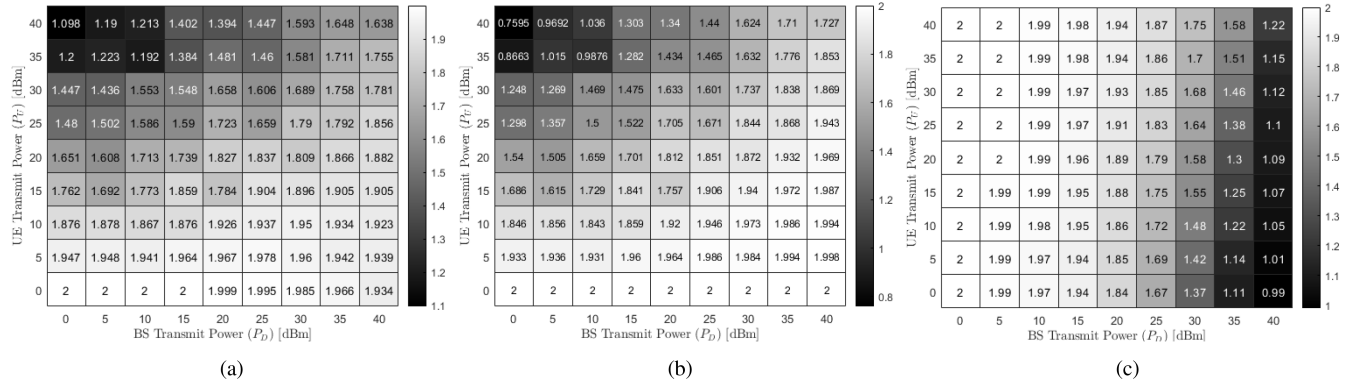 40 1.098 1.19 1.213 1.402 1.394 1.447 1.593 1.648 1.638
35 1.2 1.223 1.192 1.384 1.481 1.46 1.581 1.711 1.755
30 1.447 1.436 1.553 1.548 1.658 1.606 1.689 1.758 1.781
25 1.48 1.502 1.586 1.59 1.723 1.659 1.79 1.792 1.856
20 1.651 1.608 1.713 1.739 1.827 1.837 1.809 1.866 1.882
15 1.762 1.692 1.773 1.859 1.784 1.904 1.896 1.905 1.905
10 1.876 1.878 1.867 1.876 1.926 1.937 1.95 1.934 1.923
5 1.947 1.948 1.941 1.964 1.967 1.978 1.96 1.942 1.939
0 2 2 2 2 1.999 1.995 1.985 1.966 1.934
0 5 10 15 20 25 30 35 40
UE Transmit Power (P_U) [dBm]
BS Transmit Power (P_D) [dBm]
1.9
1.8
1.7
1.6
1.5
1.4
1.3
1.2
1.1
(a)
40 0.7595 0.9692 1.036 1.303 1.34 1.44 1.624 1.71 1.727
35 0.8663 1.015 0.9876 1.282 1.434 1.465 1.632 1.776 1.853
30 1.248 1.269 1.469 1.475 1.633 1.601 1.737 1.838 1.869
25 1.298 1.357 1.5 1.522 1.705 1.671 1.844 1.868 1.943
20 1.54 1.505 1.659 1.701 1.812 1.851 1.872 1.932 1.969
15 1.686 1.615 1.729 1.841 1.757 1.906 1.94 1.972 1.987
10 1.846 1.856 1.843 1.859 1.92 1.946 1.973 1.986 1.994
5 1.933 1.936 1.931 1.96 1.964 1.986 1.984 1.994 1.998
0 2 2 2 2 2 2 2 2 2
0 5 10 15 20 25 30 35 40
UE Transmit Power (P_U) [dBm]
BS Transmit Power (P_D) [dBm]
2
1.8
1.6
1.4
1.2
1
0.8
(b)
40 2 2 1.99 1.98 1.94 1.87 1.75 1.58 1.22
35 2 2 1.99 1.98 1.94 1.86 1.7 1.51 1.15
30 2 2 1.99 1.97 1.93 1.85 1.68 1.46 1.12
25 2 2 1.99 1.97 1.91 1.83 1.64 1.38 1.1
20 2 2 1.99 1.96 1.89 1.79 1.58 1.3 1.09
15 2 1.99 1.99 1.95 1.88 1.75 1.55 1.25 1.07
10 2 1.99 1.98 1.95 1.86 1.72 1.48 1.22 1.05
5 2 1.99 1.97 1.94 1.85 1.69 1.42 1.14 1.01
0 2 1.99 1.97 1.94 1.84 1.67 1.37 1.11 0.99
0 5 10 15 20 25 30 35 40
UE Transmit Power (P_U) [dBm]
BS Transmit Power (P_D) [dBm]
2
1.9
1.8
1.7
1.6
1.5
1.4
1.3
1.2
1.1
1
(c)